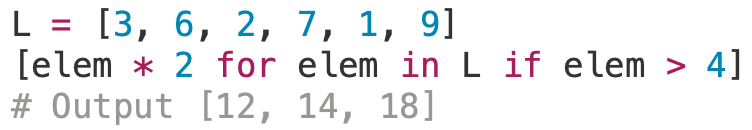 L = [3, 6, 2, 7, 1, 9]
[elem * 2 for elem in L if elem > 4]
# Output [12, 14, 18]